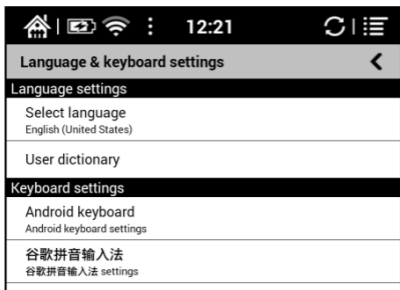 12:21
Language & keyboard settings
Language settings
Select language
English (United States)
User dictionary
Keyboard settings
Android keyboard
Android keyboard settings
谷歌拼音输入法
谷歌拼音输入法 settings